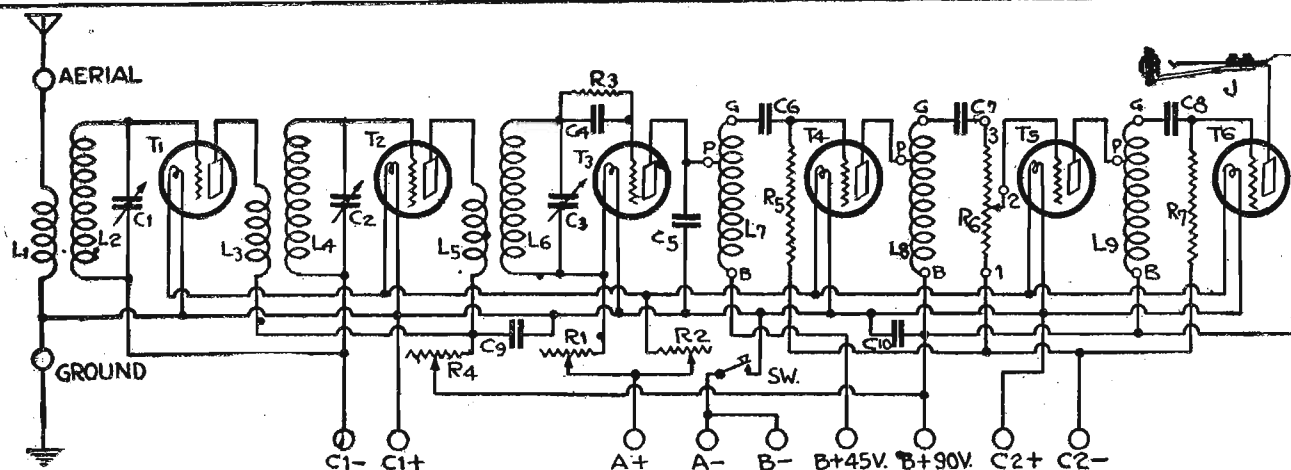 AERIAL
R3
J
C4
G
C6
G
C7
G
C8
T1
T2
T3
P
T4
P
3
T5
P
T6
C1
C2
C3
C5
R5
R6
2
R7
L1
L2
L3
L4
L5
L6
L7
L8
L9
B
B
1
B
C9
R1
R2
C10
GROUND
R4
SW.
C1-
C1+
A+
A-
B-
B+45V.
B+90V.
C2+
C2-